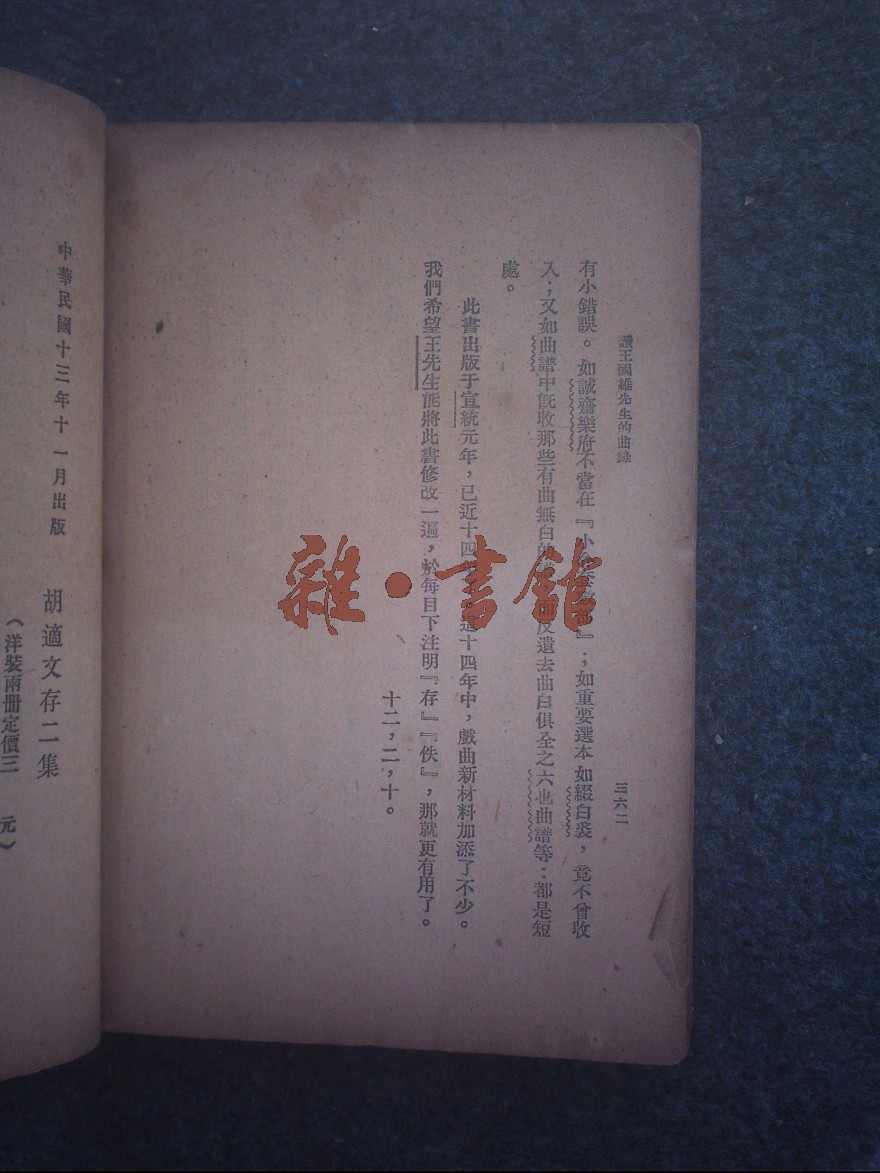 讀王國維先生的曲錄
三六二
有小錯誤。如誠齋樂府不當在『小』；如重要選本如綴白裘，竟不曾收
入；又如曲譜中既收那些有曲無白的反遺去曲白俱全之六也曲譜等：都是短
處。
此書出版于宣統元年，已近十四十四年中，戲曲新材料加添了不少。
我們希望王先生能將此書修改一遍，於每目下注明『存』『佚』，那就更有用了。
十二，二，十。
中華民國十三年十一月出版
胡適文存二集
（洋裝兩册定價三 元）
雜·書館